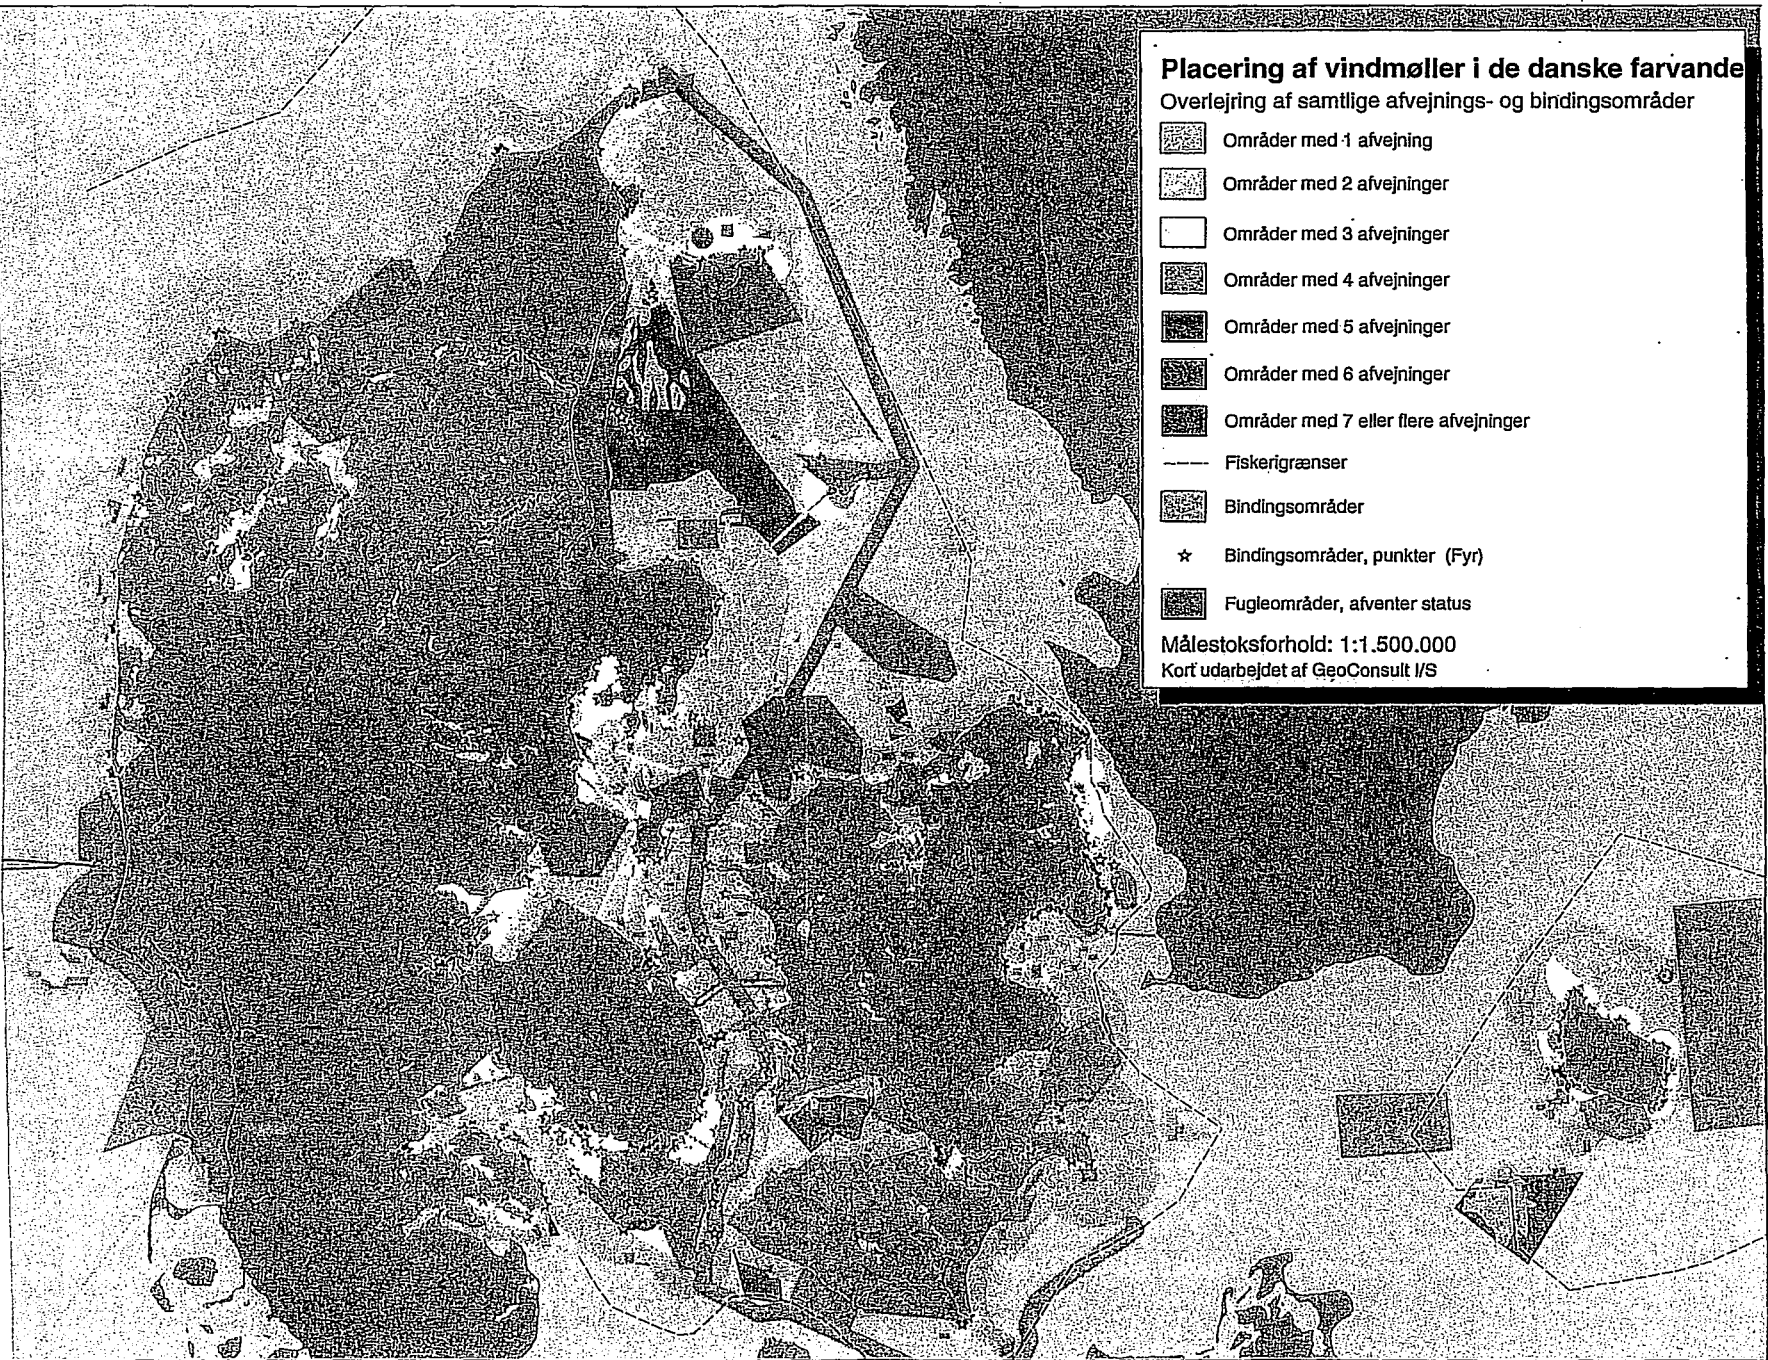 Placering af vindmøller i de danske farvande
Overlejring af samtlige afvejnings- og bindingsområder
Områder med 1 afvejning
Områder med 2 afvejninger
Områder med 3 afvejninger
Områder med 4 afvejninger
Områder med 5 afvejninger
Områder med 6 afvejninger
Områder med 7 eller flere afvejninger
Fiskerigrænser
Bindingsområder
Bindingsområder, punkter (Fyr)
Fugleområder, afventer status
Målestoksforhold: 1:1.500.000
Kort udarbejdet af GeoConsult I/S